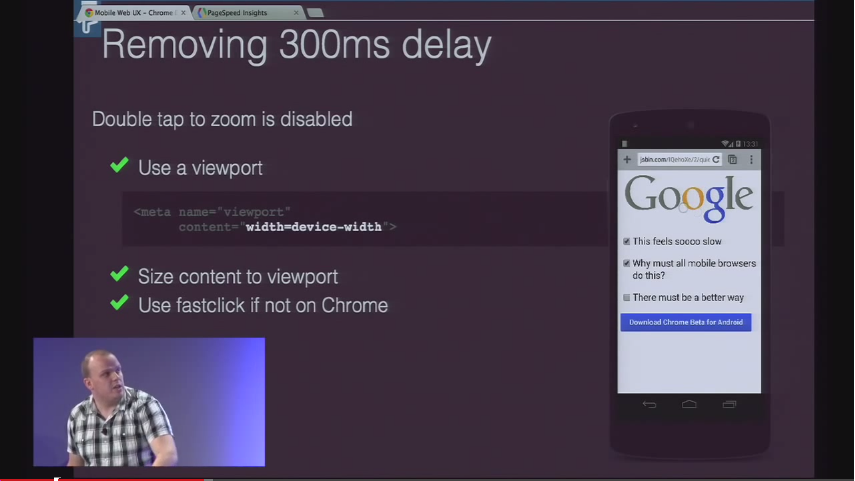 Mobile Web UX - Chrome
PageSpeed Insights
Removing 300ms delay
Double tap to zoom is disabled
Use a viewport
<meta name="viewport"
content="width=device-width">
Size content to viewport
Use fastclick if not on Chrome
13:31
Google
This feels soooo slow
Why must all mobile browsers
do this?
There must be a better way
Download Chrome Beta for Android